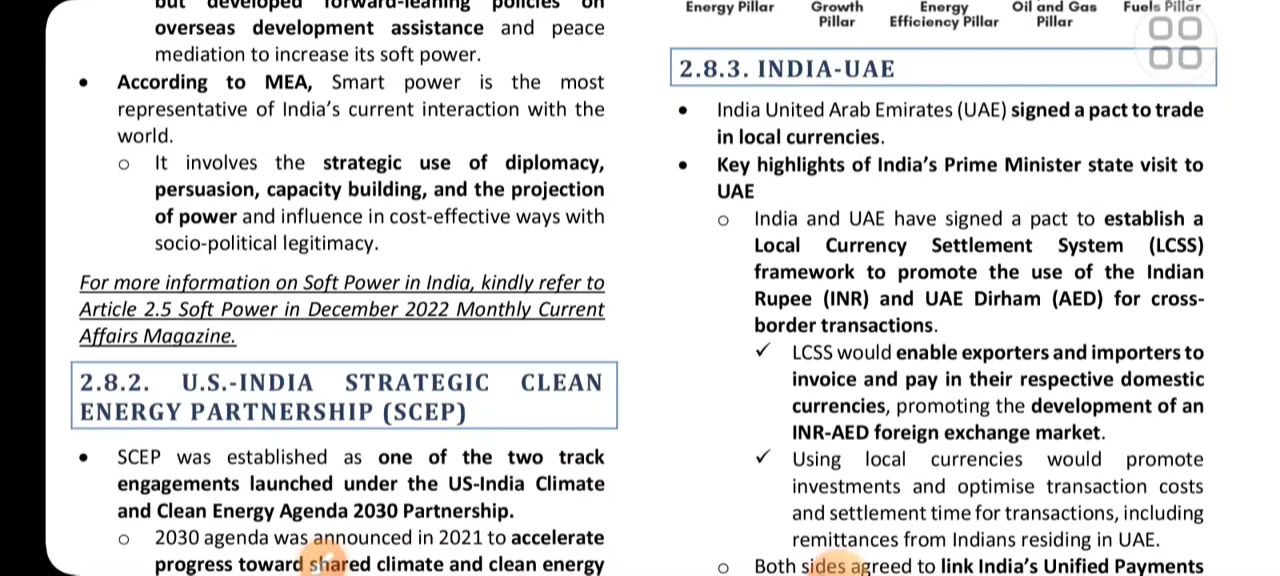 but developed forward-leaning policies on
overseas development assistance and peace
mediation to increase its soft power.
• According to MEA, Smart power is the most
representative of India's current interaction with the
world.
o It involves the strategic use of diplomacy,
persuasion, capacity building, and the projection
of power and influence in cost-effective ways with
socio-political legitimacy.
For more information on Soft Power in India, kindly refer to
Article 2.5 Soft Power in December 2022 Monthly Current
Affairs Magazine.
2.8.2. U.S.-INDIA STRATEGIC CLEAN
ENERGY PARTNERSHIP (SCEP)
• SCEP was established as one of the two track
engagements launched under the US-India Climate
and Clean Energy Agenda 2030 Partnership.
o 2030 agenda was announced in 2021 to accelerate
progress toward shared climate and clean energy
Energy Pillar
Growth
Pillar
Energy
Efficiency Pillar
Oil and Gas
Pillar
Fuels Pillar
2.8.3. INDIA-UAE
• India United Arab Emirates (UAE) signed a pact to trade
in local currencies.
• Key highlights of India's Prime Minister state visit to
UAE
o India and UAE have signed a pact to establish a
Local Currency Settlement System (LCSS)
framework to promote the use of the Indian
Rupee (INR) and UAE Dirham (AED) for cross-
border transactions.
✓ LCSS would enable exporters and importers to
invoice and pay in their respective domestic
currencies, promoting the development of an
INR-AED foreign exchange market.
✓ Using local currencies would promote
investments and optimise transaction costs
and settlement time for transactions, including
remittances from Indians residing in UAE.
o Both sides agreed to link India's Unified Payments